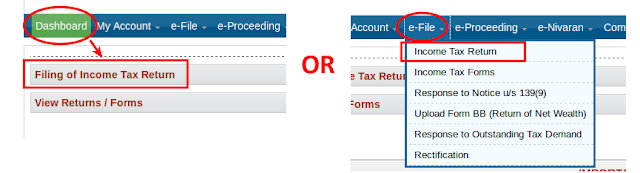 Dashboard My Account e-File e-Proceeding
Filing of Income Tax Return
View Returns / Forms
OR
Account e-File e-Proceeding e-Nivaran Com
Income Tax Return
Income Tax Forms
Response to Notice u/s 139(9)
Upload Form BB (Return of Net Wealth)
Response to Outstanding Tax Demand
Rectification
e Tax Retur
Forms